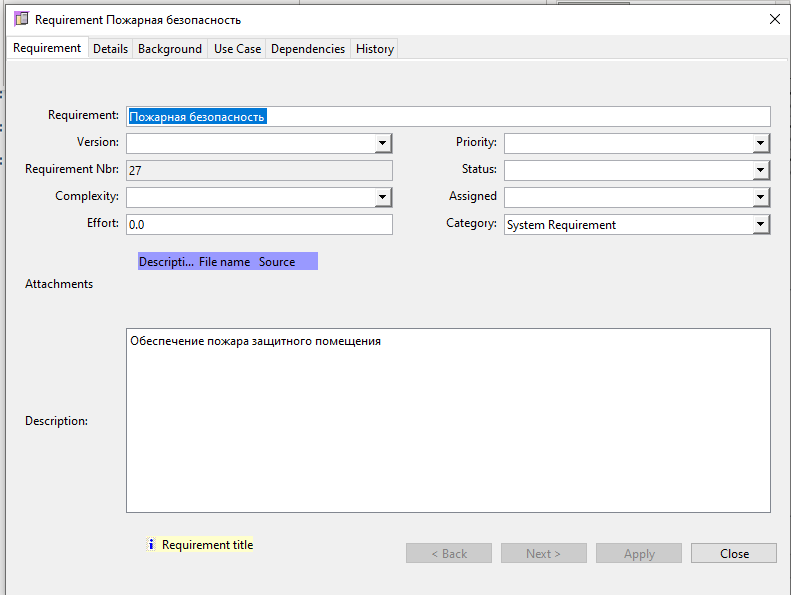 Requirement Пожарная безопасность
Requirement Details Background Use Case Dependencies History
Requirement: Пожарная безопасность
Version: Priority:
Requirement Nbr: 27 Status:
Complexity: Assigned
Effort: 0.0 Category: System Requirement
Descripti... File name Source
Attachments
Обеспечение пожара защитного помещения
Description:
i Requirement title
< Back Next > Apply Close